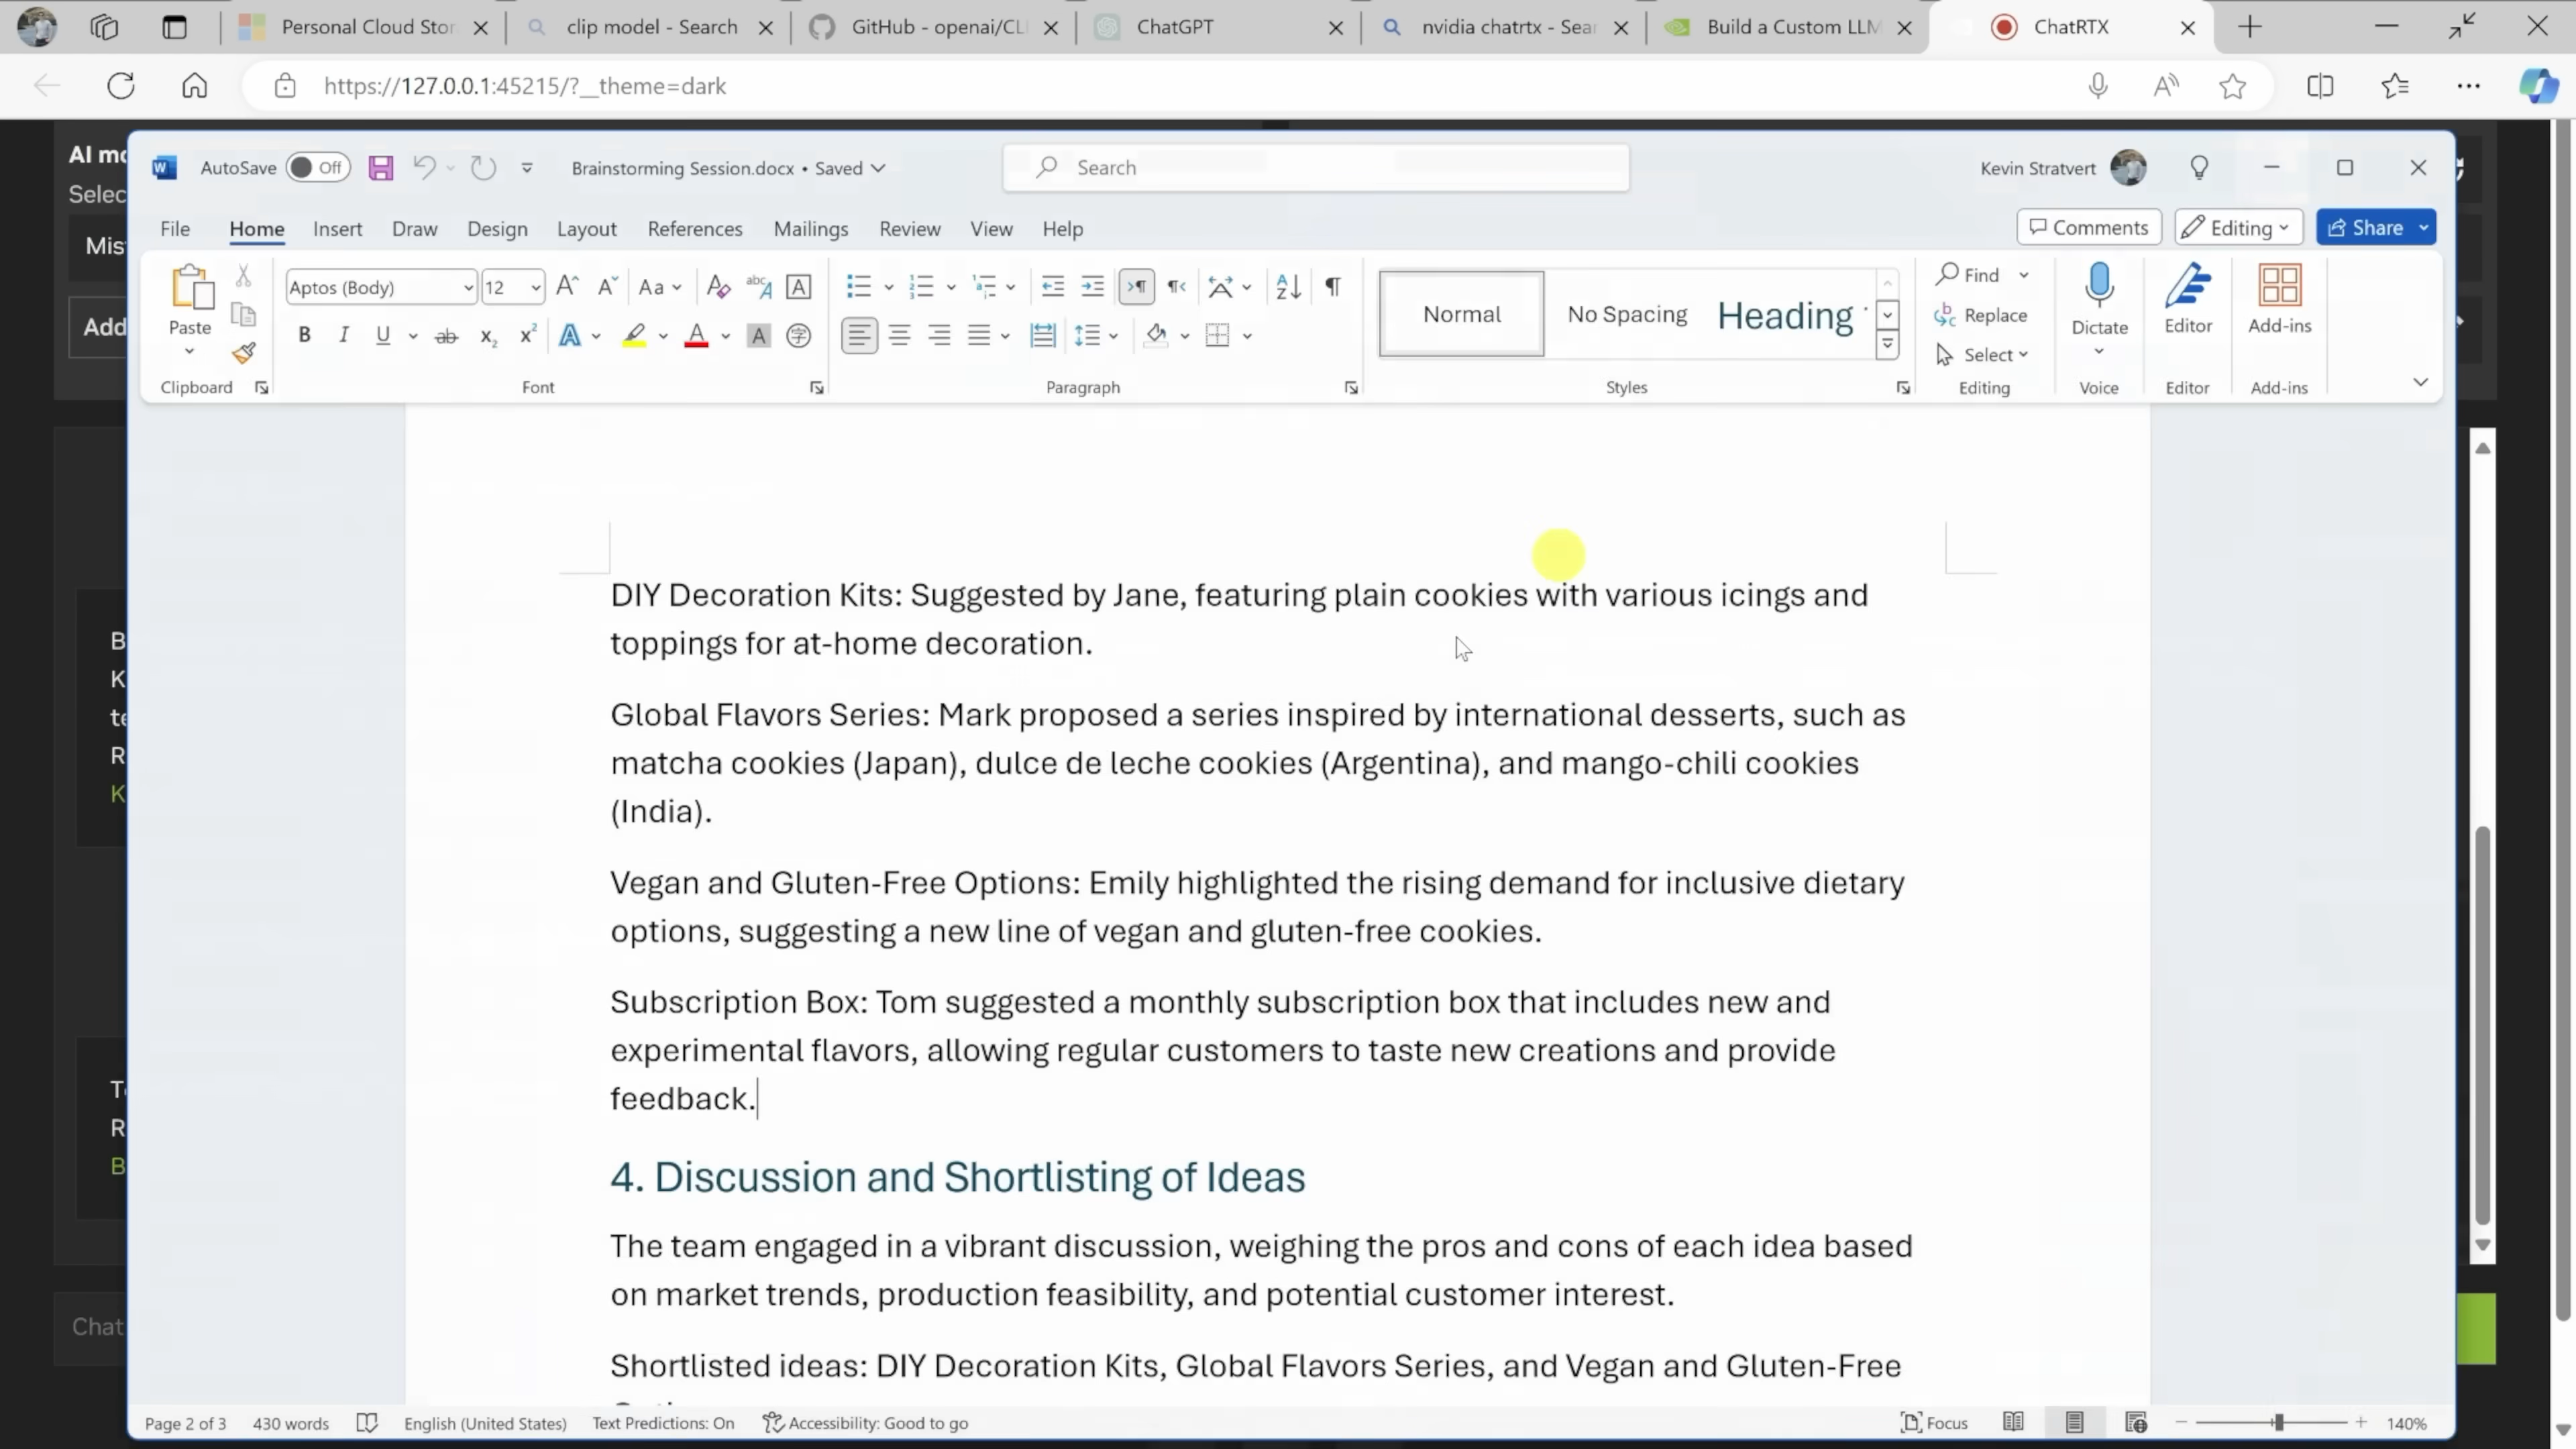 Personal Cloud Stor
clip model - Search
GitHub - openai/CLI
ChatGPT
nvidia chatrtx - Sear
Build a Custom LLM
ChatRTX
https://127.0.0.1:45215/?__theme=dark
AI mo
Selec
Mis
Add
AutoSave Off
Brainstorming Session.docx • Saved
Search
Kevin Stratvert
File Home Insert Draw Design Layout References Mailings Review View Help
Comments Editing Share
Paste
Clipboard
Aptos (Body) 12
Font
Paragraph
Normal
No Spacing
Heading
Styles
Find
Replace
Select
Editing
Dictate
Voice
Editor
Editor
Add-ins
Add-ins
DIY Decoration Kits: Suggested by Jane, featuring plain cookies with various icings and
toppings for at-home decoration.
Global Flavors Series: Mark proposed a series inspired by international desserts, such as
matcha cookies (Japan), dulce de leche cookies (Argentina), and mango-chili cookies
(India).
Vegan and Gluten-Free Options: Emily highlighted the rising demand for inclusive dietary
options, suggesting a new line of vegan and gluten-free cookies.
Subscription Box: Tom suggested a monthly subscription box that includes new and
experimental flavors, allowing regular customers to taste new creations and provide
feedback.
4. Discussion and Shortlisting of Ideas
The team engaged in a vibrant discussion, weighing the pros and cons of each idea based
on market trends, production feasibility, and potential customer interest.
Shortlisted ideas: DIY Decoration Kits, Global Flavors Series, and Vegan and Gluten-Free
Chat
Page 2 of 3 430 words English (United States) Text Predictions: On Accessibility: Good to go
Focus
140%